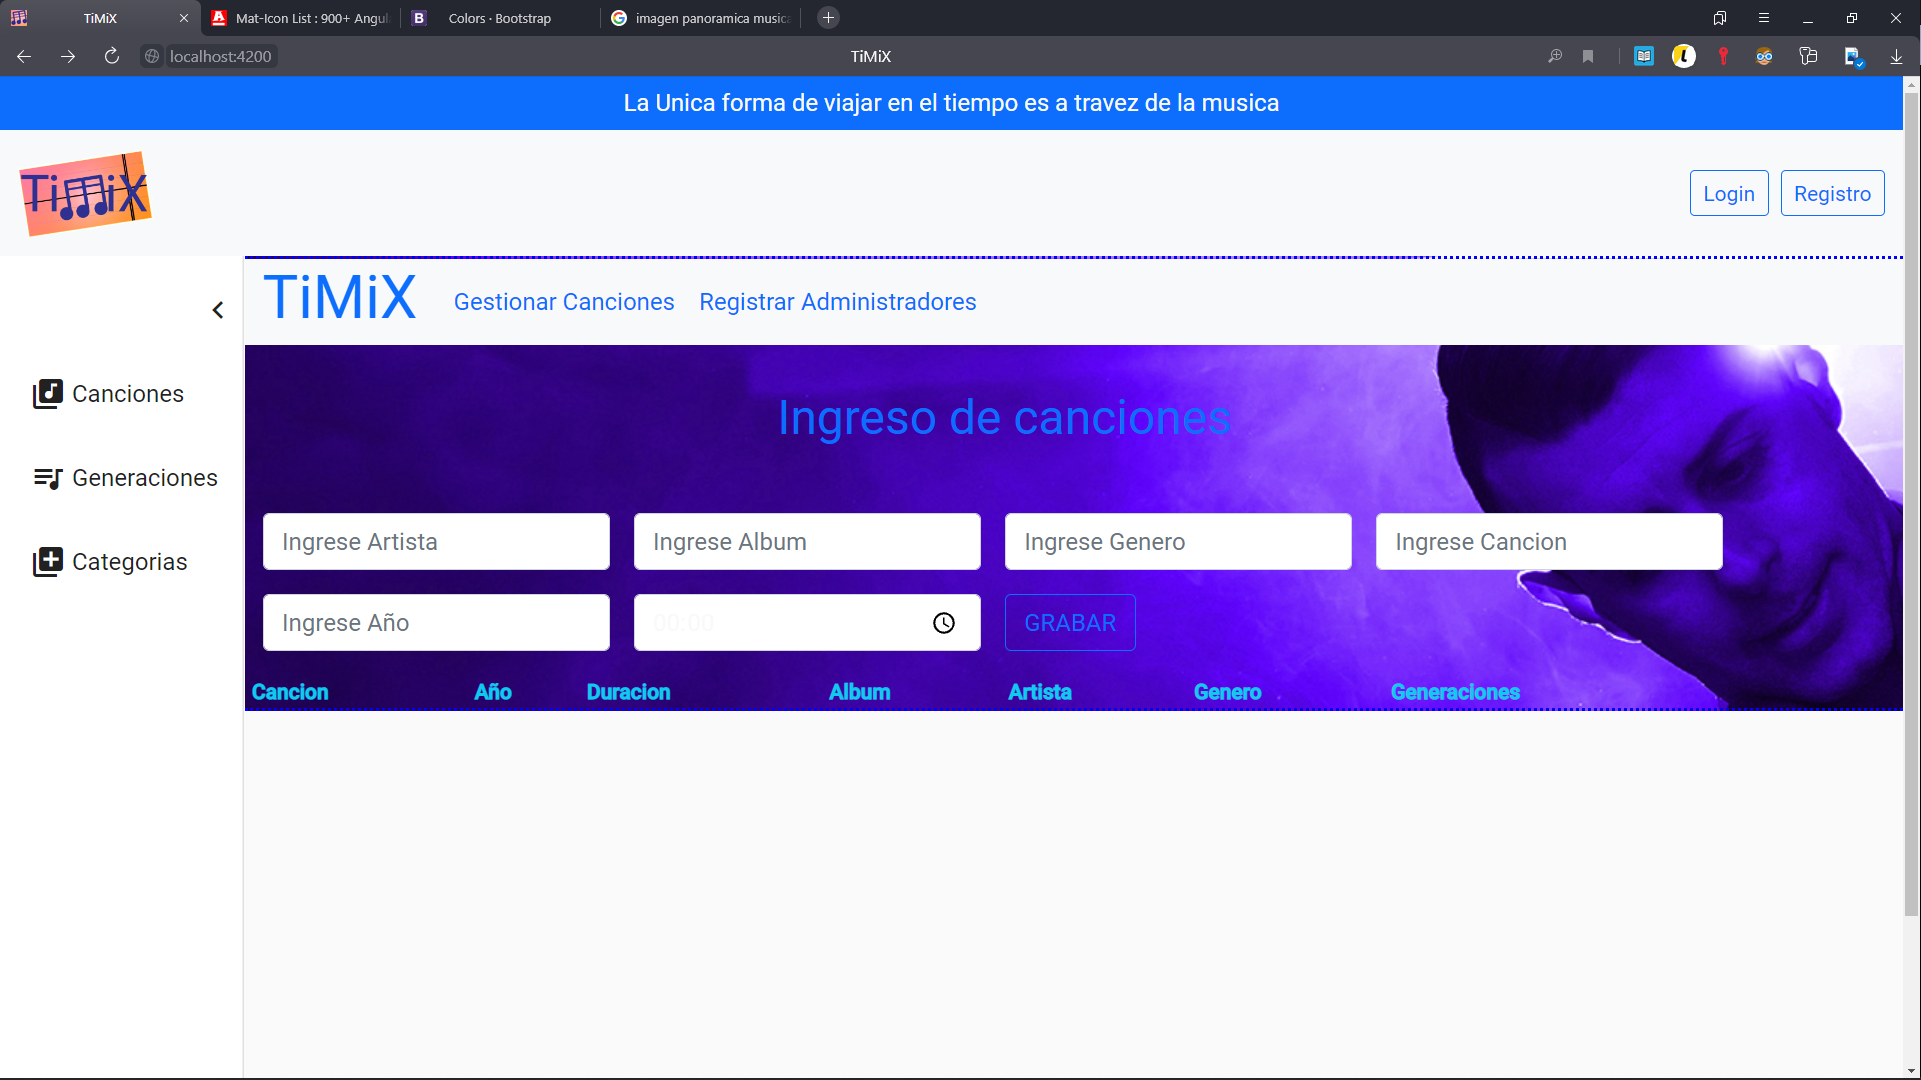 TiMiX
Mat-Icon List : 900+ Angul
Colors · Bootstrap
imagen panoramica music
localhost:4200
TiMiX
La Unica forma de viajar en el tiempo es a travez de la musica
TiMiX
Login
Registro
TiMiX
Gestionar Canciones
Registrar Administradores
Canciones
Generaciones
Categorias
Ingreso de canciones
Ingrese Artista
Ingrese Album
Ingrese Genero
Ingrese Cancion
Ingrese Año
00:00
GRABAR
Cancion
Año
Duracion
Album
Artista
Genero
Generaciones